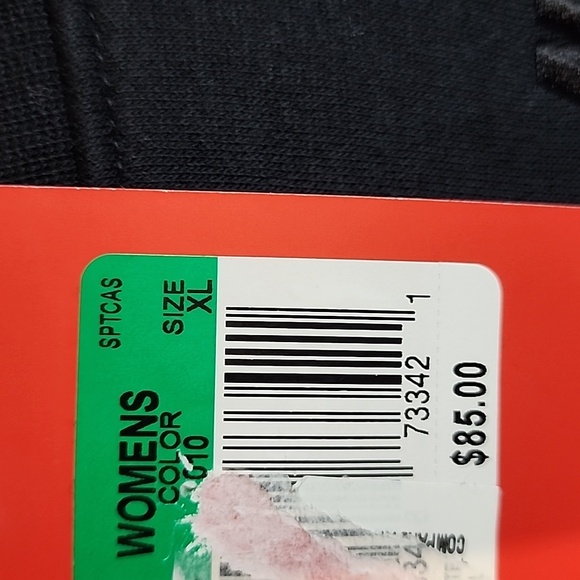 SPTCAS
WOMENS
COLOR
010
SIZE
XL
73342
1
$85.00